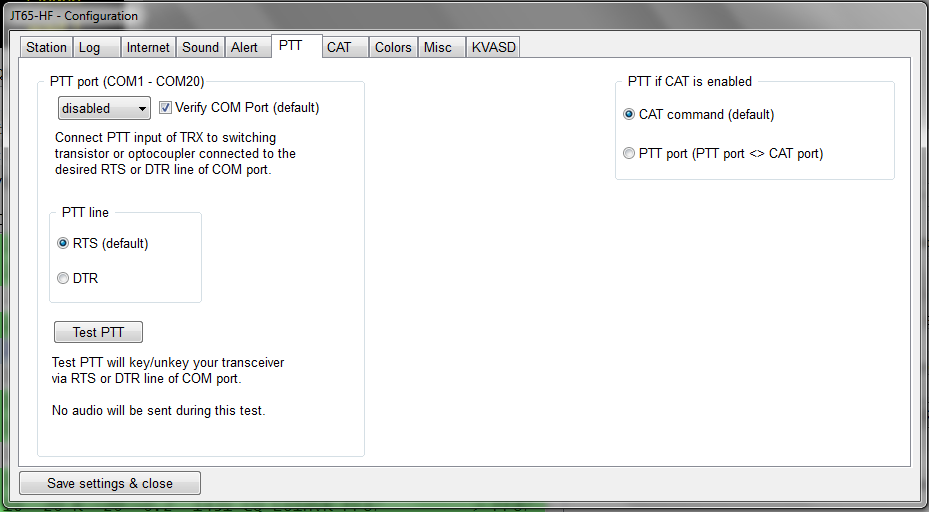 JT65-HF - Configuration
Station Log Internet Sound Alert PTT CAT Colors Misc KVASD
PTT port (COM1 - COM20)
disabled Verify COM Port (default)
Connect PTT input of TRX to switching
transistor or optocoupler connected to the
desired RTS or DTR line of COM port.
PTT line
RTS (default)
DTR
Test PTT
Test PTT will key/unkey your transceiver
via RTS or DTR line of COM port.
No audio will be sent during this test.
PTT if CAT is enabled
CAT command (default)
PTT port (PTT port <> CAT port)
Save settings & close